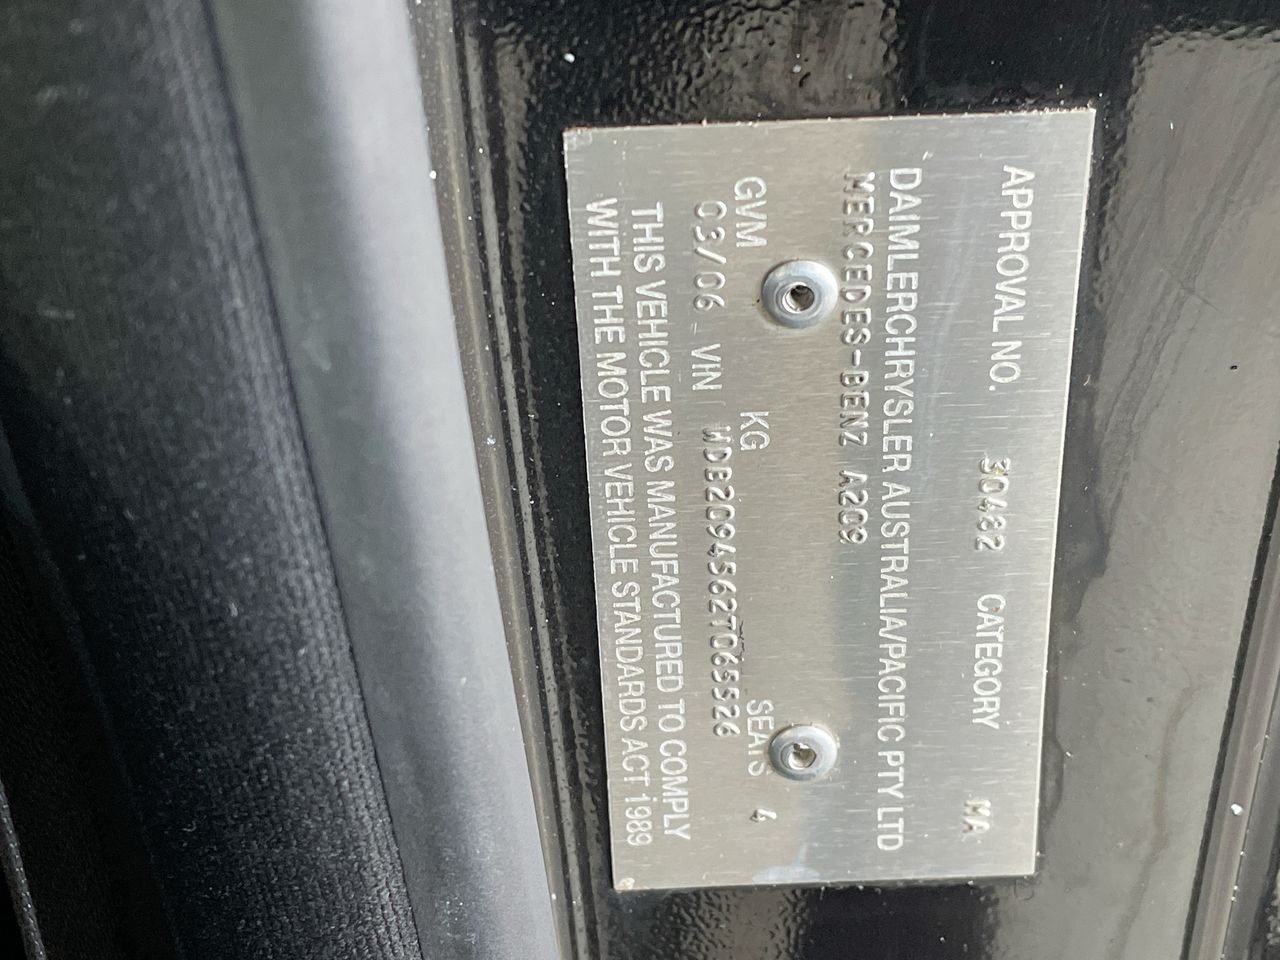 APPROVAL NO. 30482 CATEGORY MA
DAIMLERCHRYSLER AUSTRALIA/PACIFIC PTY LTD
MERCEDES-BENZ A209
GVM KG SEATS 4
03/06 VIN WDB2094562T065526
THIS VEHICLE WAS MANUFACTURED TO COMPLY
WITH THE MOTOR VEHICLE STANDARDS ACT 1989